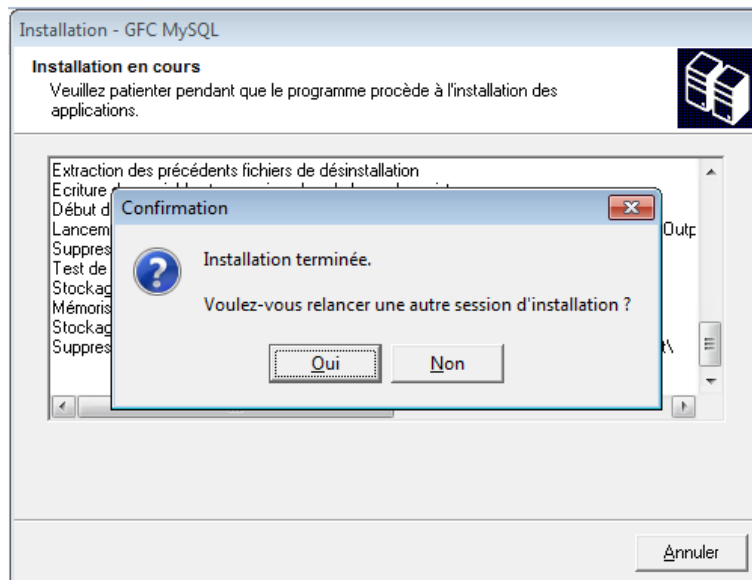 Installation - GFC MySQL
Installation en cours
Veuillez patienter pendant que le programme procède à l'installation des
applications.
Extraction des précédents fichiers de désinstallation
Ecriture
Début d
Lancem
Outp
Suppres
Test de
Stockag
Mémoris
Stockag
Suppres
t\
Confirmation
Installation terminée.
Voulez-vous relancer une autre session d'installation ?
Oui
Non
Annuler